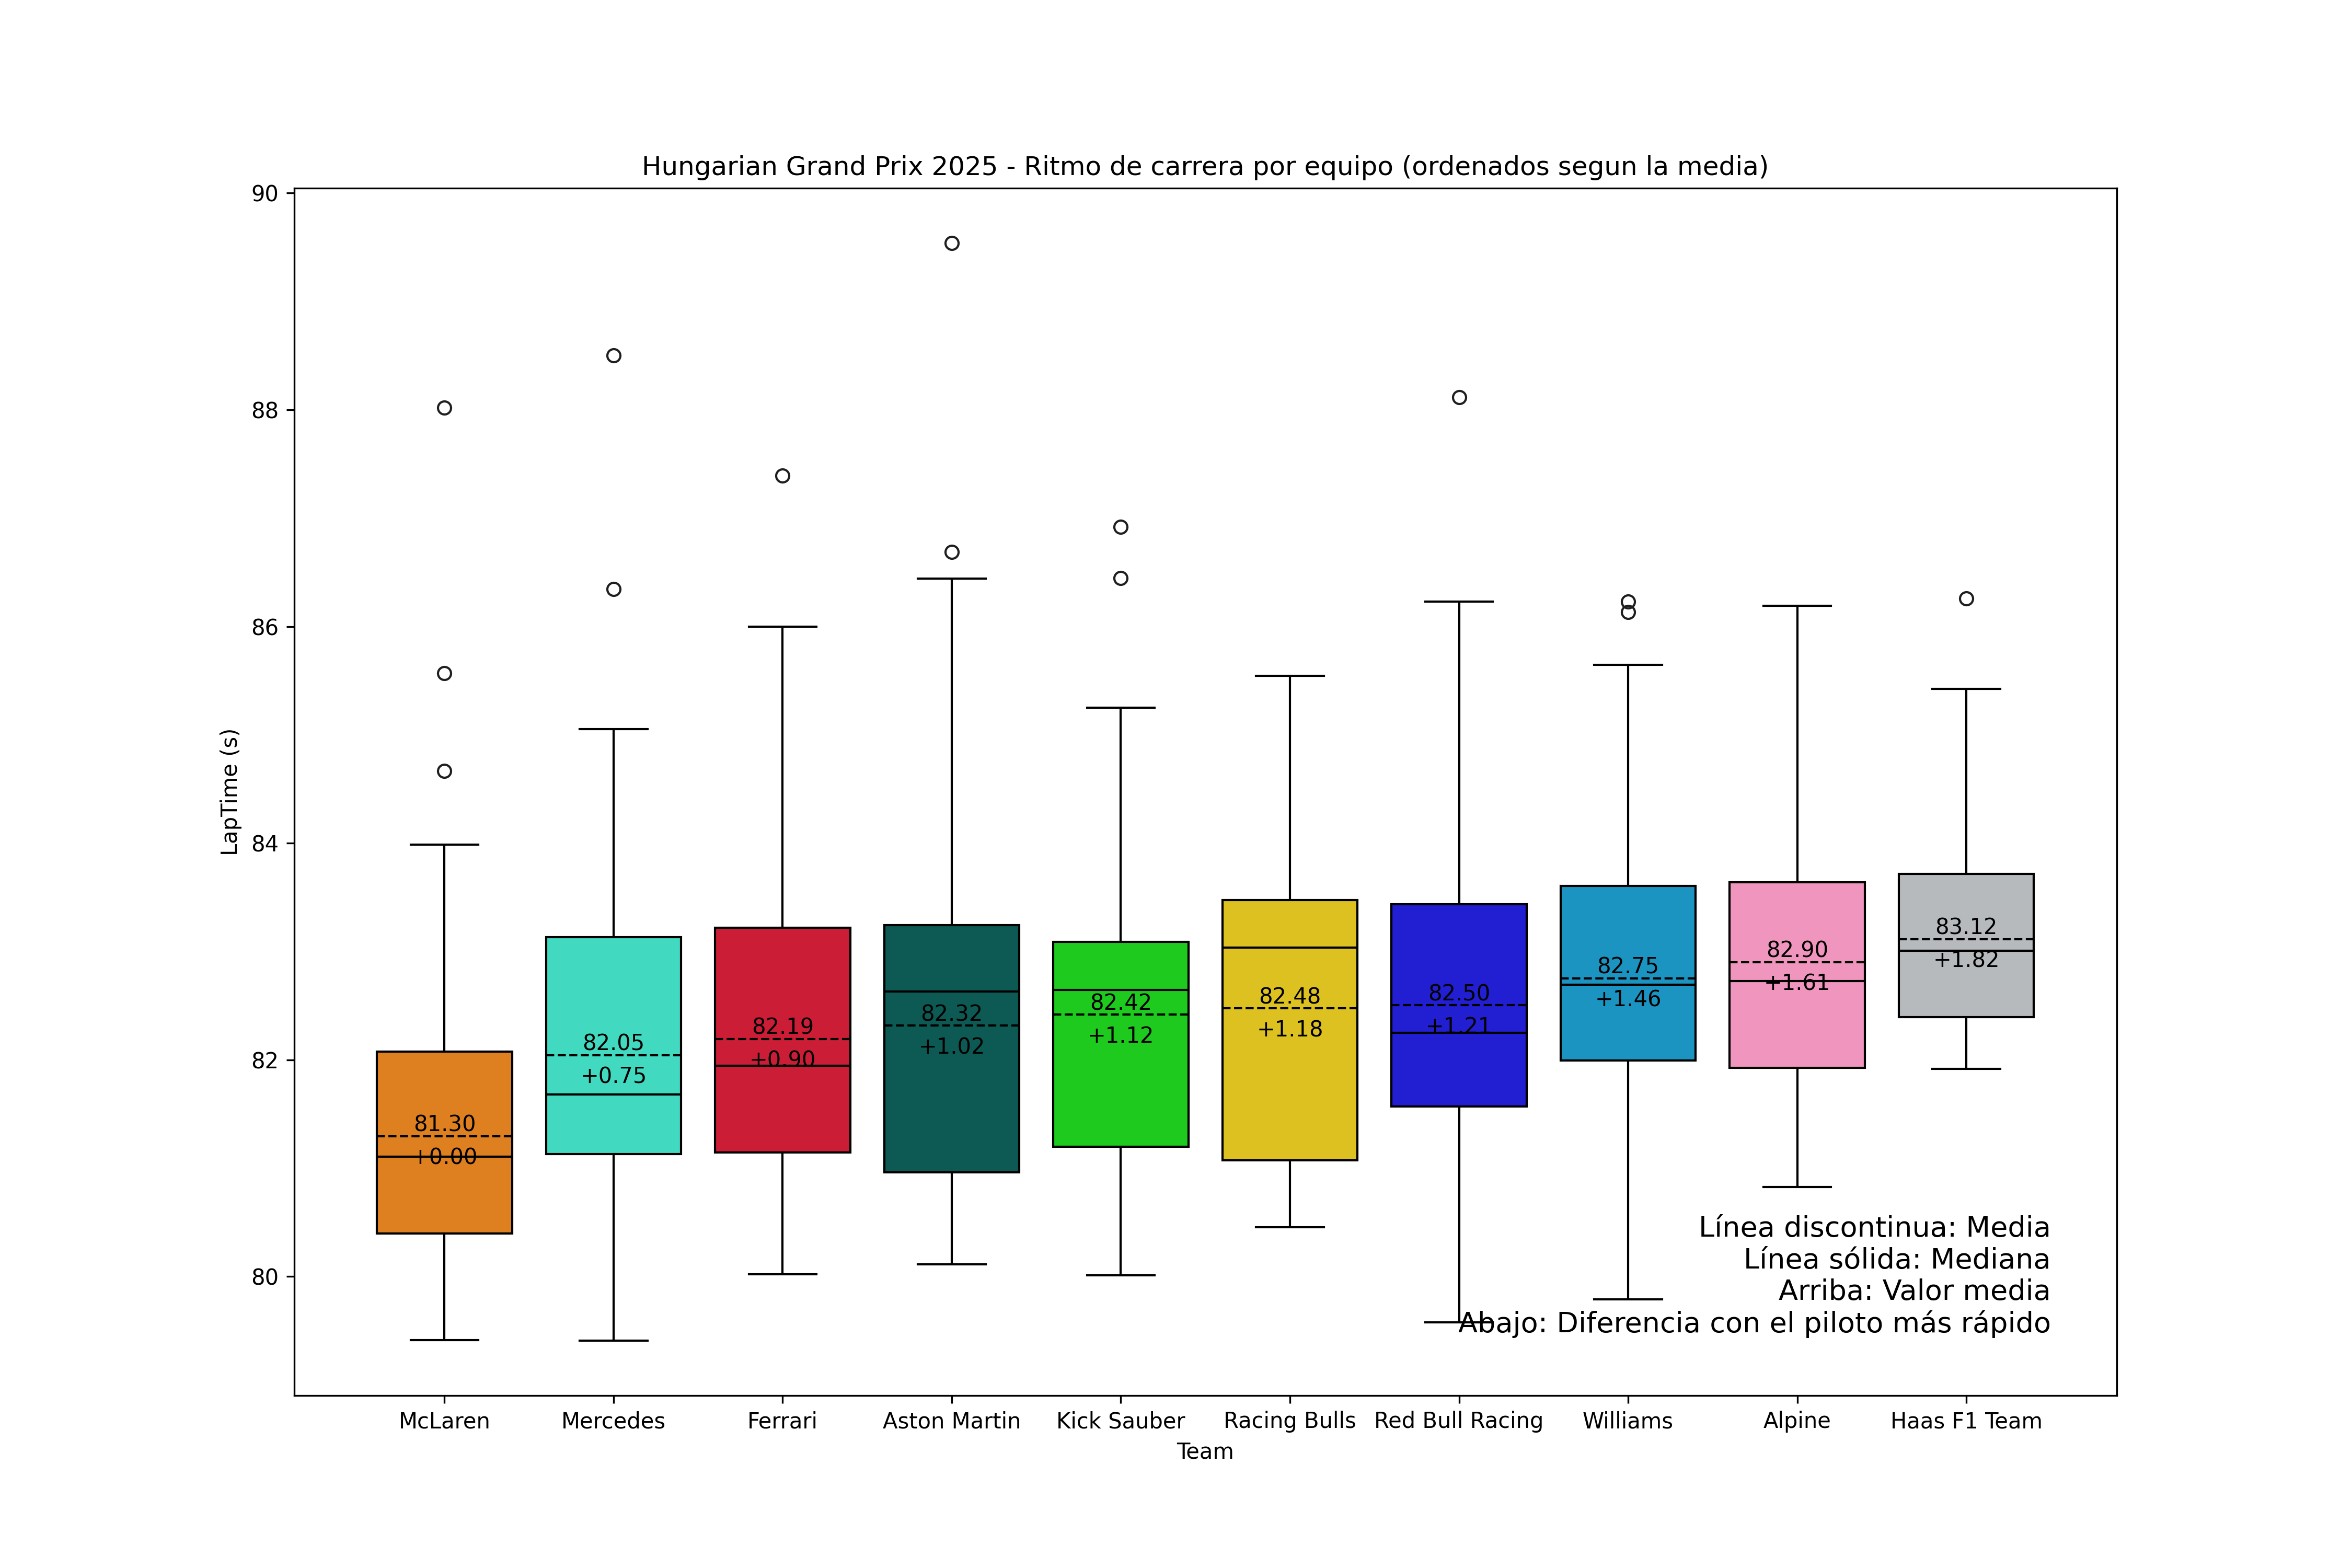 Hungarian Grand Prix 2025 - Ritmo de carrera por equipo (ordenados segun la media)
LapTime (s)
90
88
86
84
82
80
81.30
+0.00
82.05
+0.75
82.19
+0.90
82.32
+1.02
82.42
+1.12
82.48
+1.18
82.50
+1.21
82.75
+1.46
82.90
+1.61
83.12
+1.82
Línea discontinua: Media
Línea sólida: Mediana
Arriba: Valor media
Abajo: Diferencia con el piloto más rápido
McLaren
Mercedes
Ferrari
Aston Martin
Kick Sauber
Racing Bulls
Red Bull Racing
Williams
Alpine
Haas F1 Team
Team